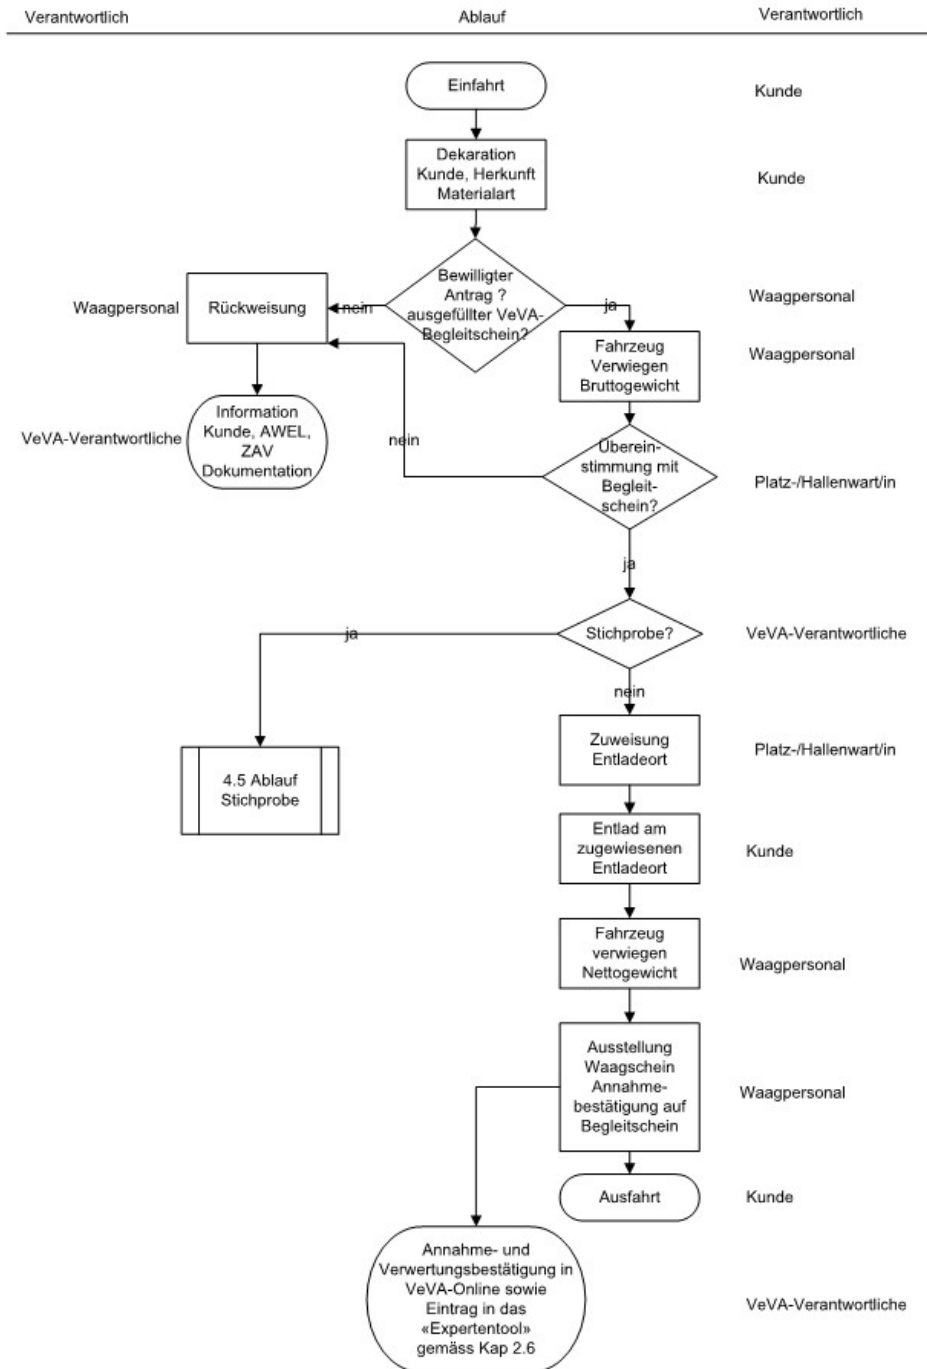 Verantwortlich
Ablauf
Verantwortlich
Einfahrt
Kunde
Dekaration
Kunde, Herkunft
Materialart
Kunde
Bewilligter
Antrag ?
ausgefüllter VeVA-
Begleitschein?
Waagpersonal
nein
ja
Waagpersonal
Rückweisung
Fahrzeug
Verwiegen
Bruttogewicht
Waagpersonal
VeVA-Verantwortliche
Information
Kunde, AWEL,
ZAV
Dokumentation
nein
Überein-
stimmung mit
Begleit-
schein?
Platz-/Hallenwart/in
ja
Stichprobe?
VeVA-Verantwortliche
ja
nein
4.5 Ablauf
Stichprobe
Zuweisung
Entladeort
Platz-/Hallenwart/in
Entlad am
zugewiesenen
Entladeort
Kunde
Fahrzeug
verwiegen
Nettogewicht
Waagpersonal
Ausstellung
Waagschein
Annahme-
bestätigung auf
Begleitschein
Waagpersonal
Ausfahrt
Kunde
Annahme- und
Verwertungsbestätigung in
VeVA-Online sowie
Eintrag in das
«Expertentool»
gemäss Kap 2.6
VeVA-Verantwortliche